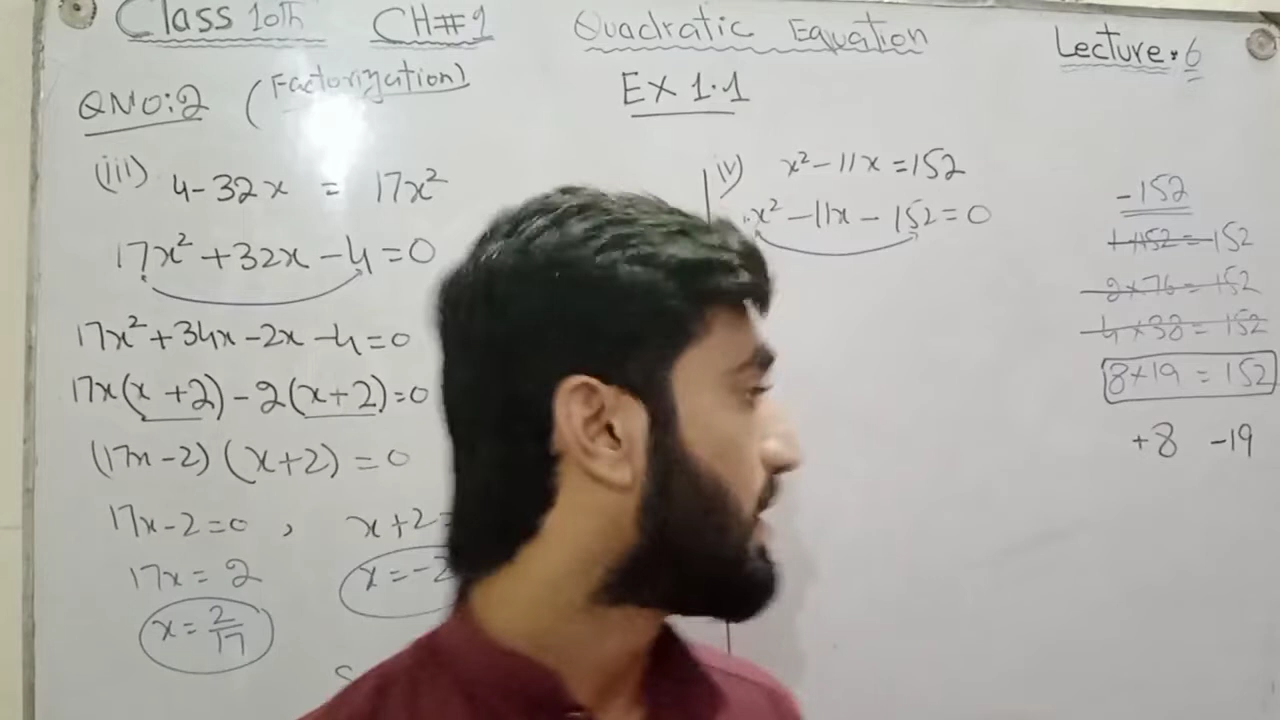 Class 10th CH#1 Quadratic Equation Lecture.6
QNO:2 (Factorization) EX 1.1
(iii) 4-32x = 17x²
17x²+32x-4=0
17x²+34x-2x-4=0
17x(x+2)-2(x+2)=0
(17x-2)(x+2)=0
17x-2=0 , x+2=
17x=2
x=-2
x=2/17
iv) x²-11x=152
x²-11x-152=0
-152
1×152=152
2×76=152
4×38=152
8×19=152
+8 -19